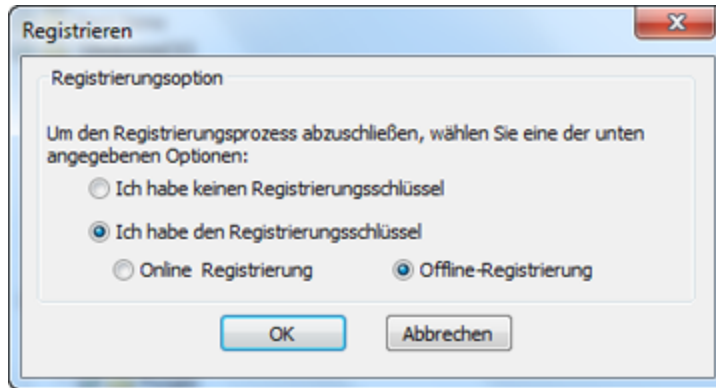 Registrieren
Registrierungsoption
Um den Registrierungsprozess abzuschließen, wählen Sie eine der unten
angegebenen Optionen:
Ich habe keinen Registrierungsschlüssel
Ich habe den Registrierungsschlüssel
Online Registrierung Offline-Registrierung
OK Abbrechen